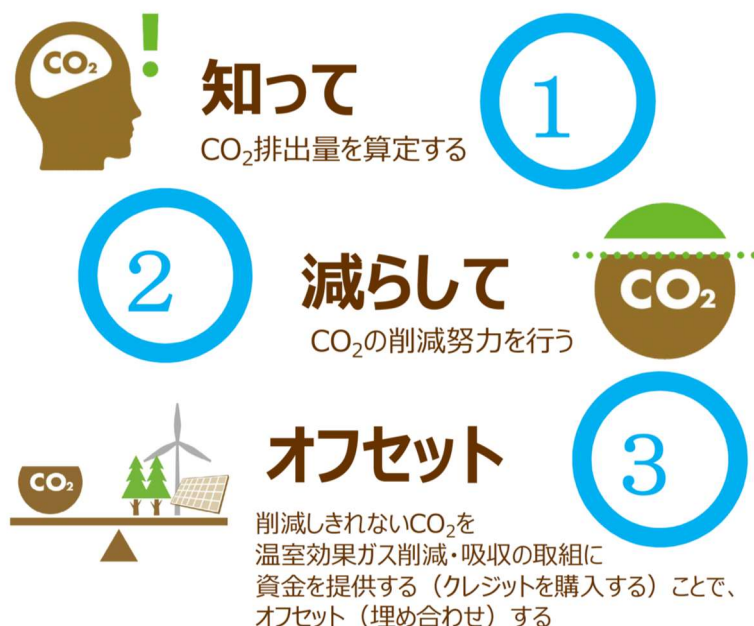 CO₂
知って
CO₂排出量を算定する
1
2
減らして
CO₂の削減努力を行う
CO₂
CO₂
オフセット
3
削減しきれないCO₂を
温室効果ガス削減・吸収の取組に
資金を提供する（クレジットを購入する）ことで、
オフセット（埋め合わせ）する